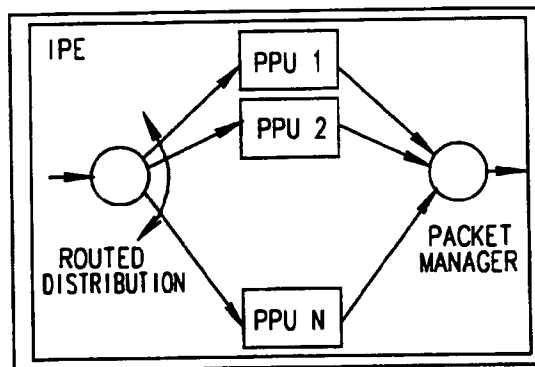 IPE
PPU 1
PPU 2
ROUTED
DISTRIBUTION
PACKET
MANAGER
PPU N